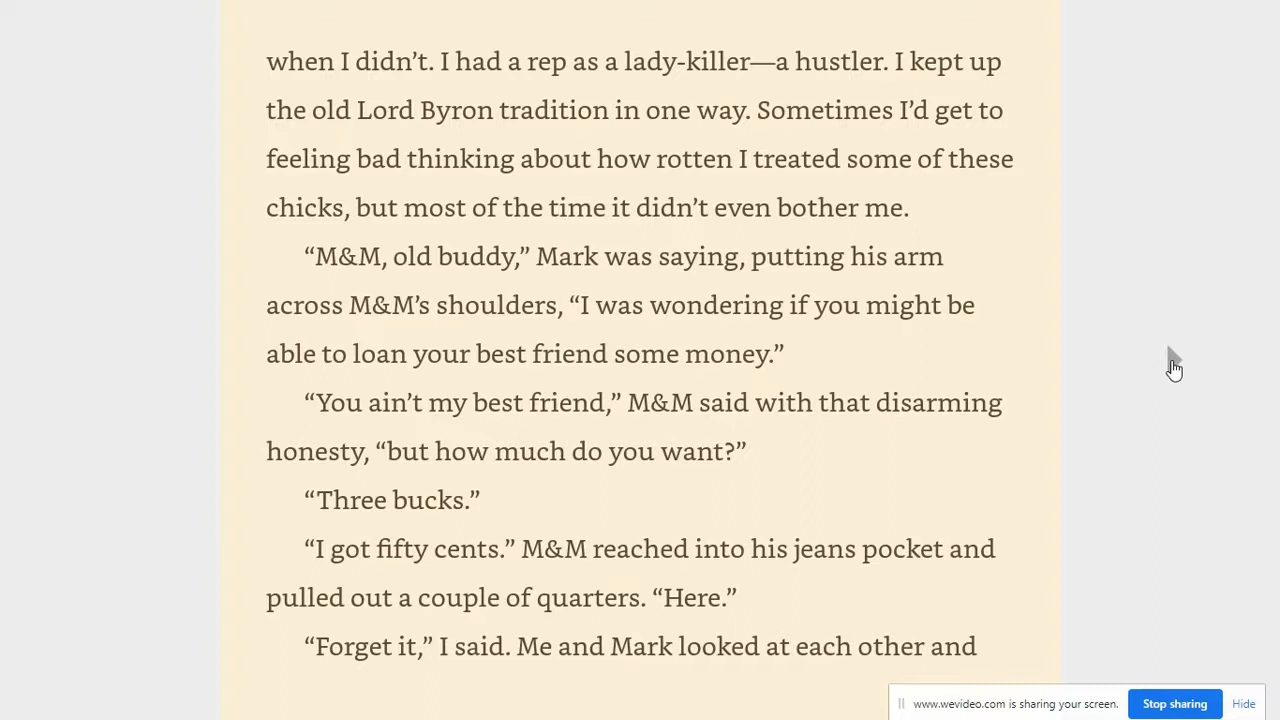 when I didn’t. I had a rep as a lady-killer—a hustler. I kept up
the old Lord Byron tradition in one way. Sometimes I’d get to
feeling bad thinking about how rotten I treated some of these
chicks, but most of the time it didn’t even bother me.
“M&M, old buddy,” Mark was saying, putting his arm
across M&M’s shoulders, “I was wondering if you might be
able to loan your best friend some money.”
“You ain’t my best friend,” M&M said with that disarming
honesty, “but how much do you want?”
“Three bucks.”
“I got fifty cents.” M&M reached into his jeans pocket and
pulled out a couple of quarters. “Here.”
“Forget it,” I said. Me and Mark looked at each other and
www.wevideo.com is sharing your screen. Stop sharing Hide